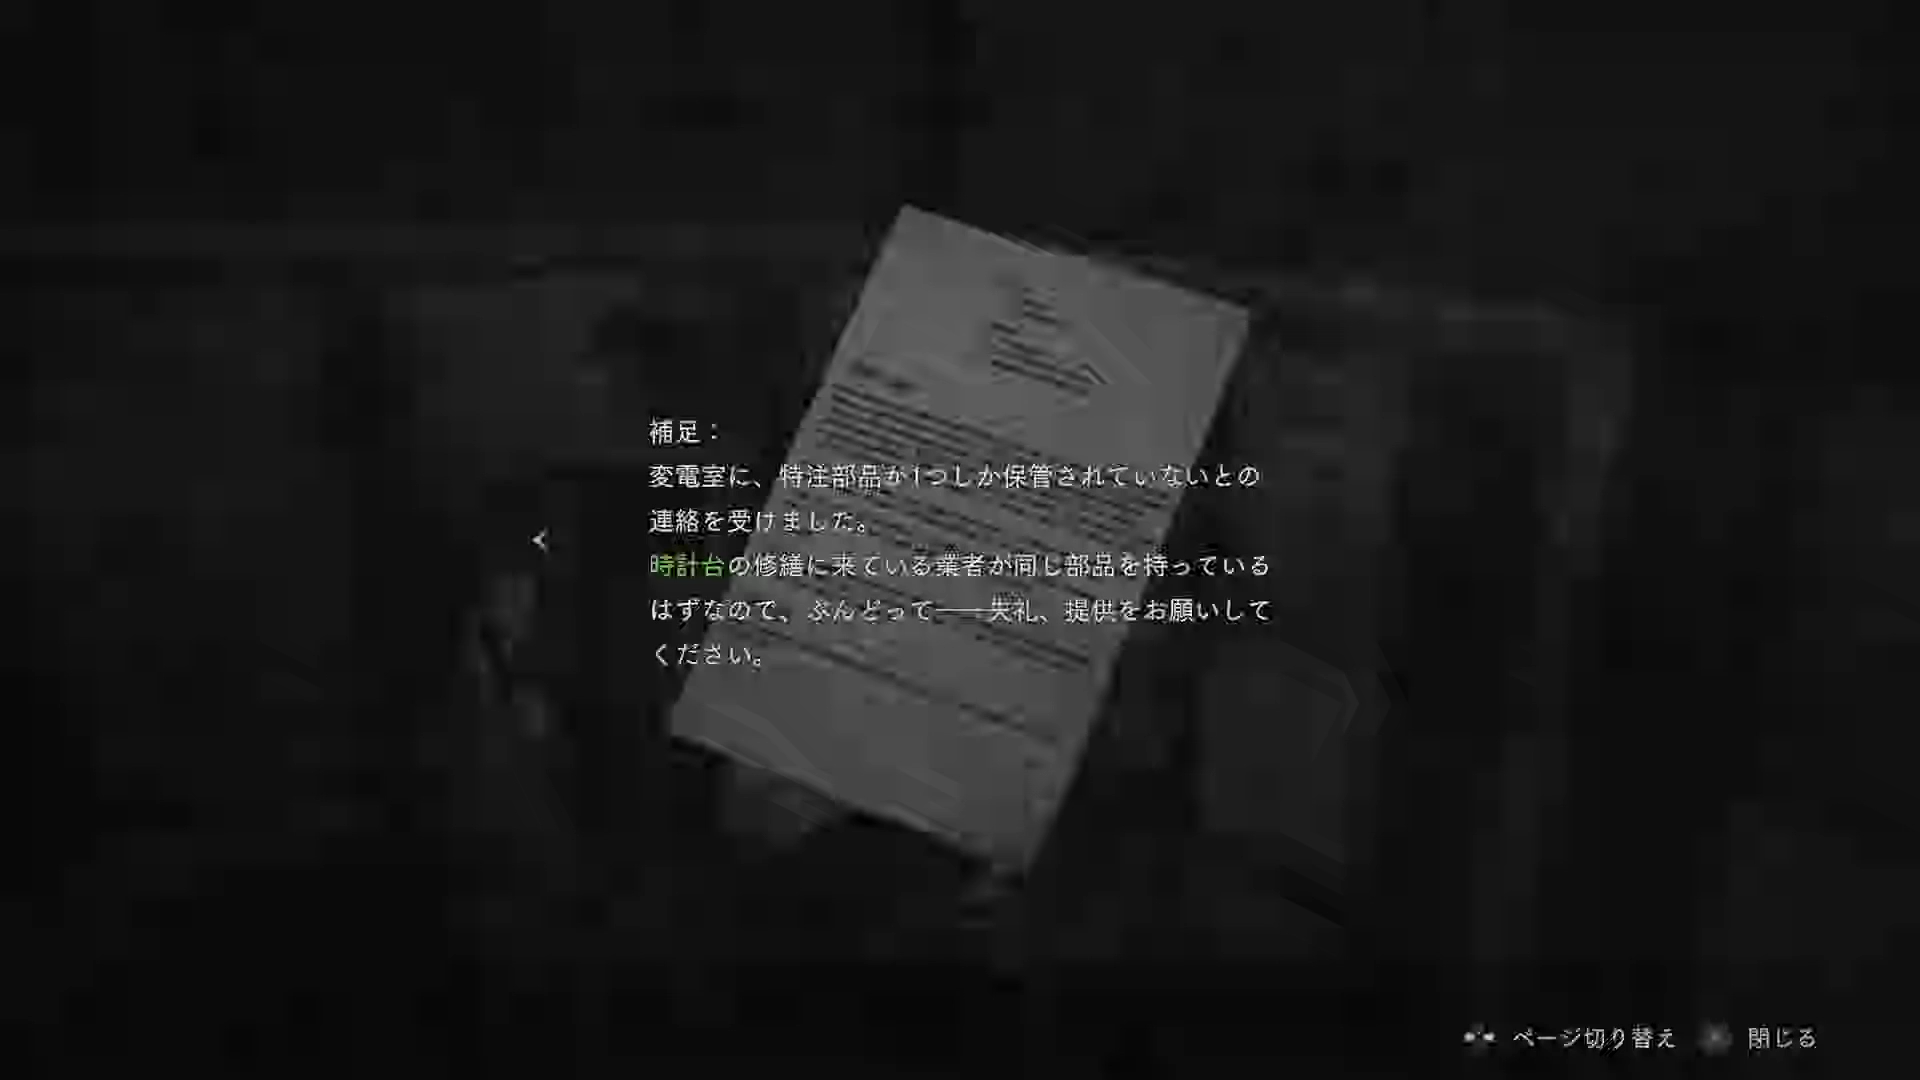 補足：
変電室に、特注部品が1つしか保管されていないとの
連絡を受けました。
時計台の修繕に来ている業者が同じ部品を持っている
はずなので、ぶんどって――失礼、提供をお願いして
ください。
ページ切り替え
閉じる